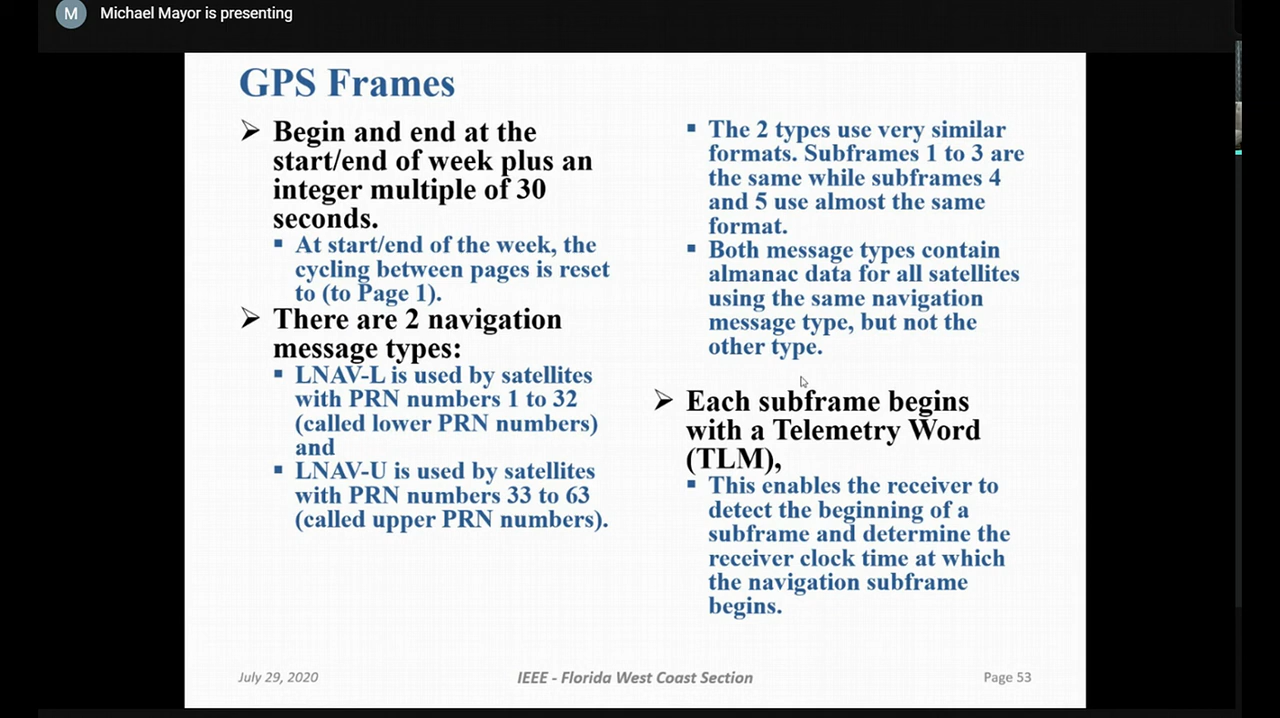 M
Michael Mayor is presenting
GPS Frames
➢ Begin and end at the
start/end of week plus an
integer multiple of 30
seconds.
▪ At start/end of the week, the
cycling between pages is reset
to (to Page 1).
➢ There are 2 navigation
message types:
▪ LNAV-L is used by satellites
with PRN numbers 1 to 32
(called lower PRN numbers)
and
▪ LNAV-U is used by satellites
with PRN numbers 33 to 63
(called upper PRN numbers).
▪ The 2 types use very similar
formats. Subframes 1 to 3 are
the same while subframes 4
and 5 use almost the same
format.
▪ Both message types contain
almanac data for all satellites
using the same navigation
message type, but not the
other type.
➢ Each subframe begins
with a Telemetry Word
(TLM),
▪ This enables the receiver to
detect the beginning of a
subframe and determine the
receiver clock time at which
the navigation subframe
begins.
July 29, 2020
IEEE - Florida West Coast Section
Page 53